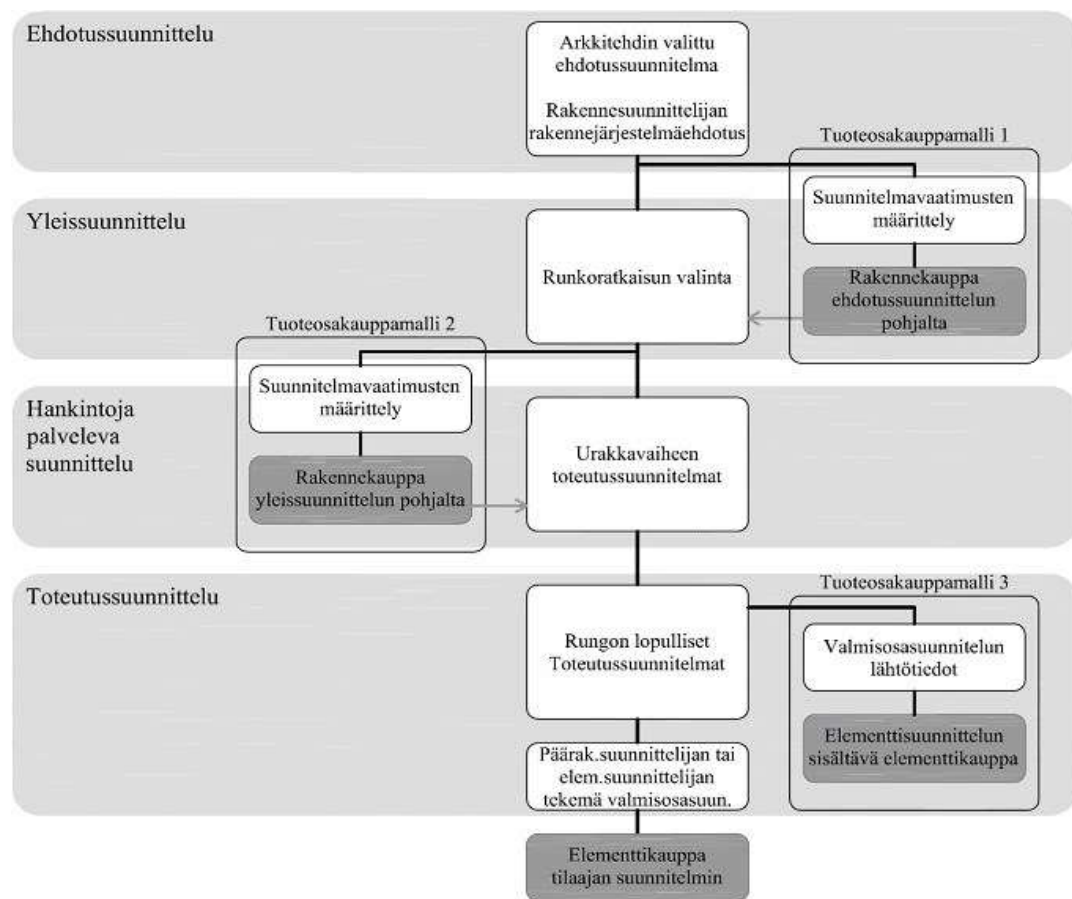 Ehdotussuunnittelu
Arkkitehdin valittu
ehdotussuunnitelma
Rakennesuunnittelijan
rakennejärjestelmäehdotus
Tuoteosakauppamalli 1
Suunnitelmavaatimusten
määrittely
Rakennekauppa
ehdotussuunnittelun
pohjalta
Yleissuunnittelu
Runkoratkaisun valinta
Tuoteosakauppamalli 2
Suunnitelmavaatimusten
määrittely
Rakennekauppa
yleissuunnittelun pohjalta
Hankintoja
palveleva
suunnittelu
Urakkavaiheen
toteutussuunnitelmat
Toteutussuunnittelu
Rungon lopulliset
Toteutussuunnitelmat
Tuoteosakauppamalli 3
Valmisosasuunnitelun
lähtötiedot
Elementtisuunnittelun
sisältävä elementtikauppa
Päärak.suunnittelijan tai
elem.suunnittelijan
tekemä valmisosasuun.
Elementtikauppa
tilaajan suunnitelmin